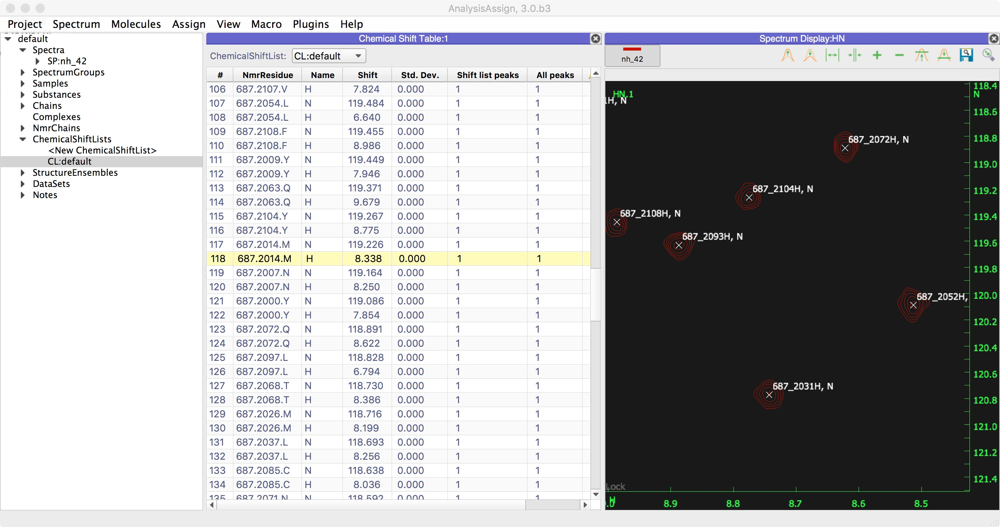 AnalysisAssign, 3.0.b3
Project Spectrum Molecules Assign View Macro Plugins Help
default
Spectra
SP:nh_42
SpectrumGroups
Samples
Substances
Chains
Complexes
NmrChains
ChemicalShiftLists
<New ChemicalShiftList>
CL:default
StructureEnsembles
DataSets
Notes
Chemical Shift Table:1
ChemicalShiftList: CL:default
# NmrResidue Name Shift Std. Dev. Shift list peaks All peaks
106 687.2107.V H 7.824 0.000 1 1
107 687.2054.L N 119.484 0.000 1 1
108 687.2054.L H 6.640 0.000 1 1
109 687.2108.F N 119.455 0.000 1 1
110 687.2108.F H 8.986 0.000 1 1
111 687.2009.Y N 119.449 0.000 1 1
112 687.2009.Y H 7.946 0.000 1 1
113 687.2063.Q N 119.371 0.000 1 1
114 687.2063.Q H 9.679 0.000 1 1
115 687.2104.Y N 119.267 0.000 1 1
116 687.2104.Y H 8.775 0.000 1 1
117 687.2014.M N 119.226 0.000 1 1
118 687.2014.M H 8.338 0.000 1 1
119 687.2007.N N 119.164 0.000 1 1
120 687.2007.N H 8.250 0.000 1 1
121 687.2000.Y N 119.086 0.000 1 1
122 687.2000.Y H 7.854 0.000 1 1
123 687.2072.Q N 118.891 0.000 1 1
124 687.2072.Q H 8.622 0.000 1 1
125 687.2097.L N 118.828 0.000 1 1
126 687.2097.L H 6.794 0.000 1 1
127 687.2068.T N 118.730 0.000 1 1
128 687.2068.T H 8.386 0.000 1 1
129 687.2026.M N 118.716 0.000 1 1
130 687.2026.M H 8.199 0.000 1 1
131 687.2037.L N 118.693 0.000 1 1
132 687.2037.L H 8.256 0.000 1 1
133 687.2085.C N 118.638 0.000 1 1
134 687.2085.C H 8.036 0.000 1 1
135 687.2071.N N 118.592 0.000 1 1
Spectrum Display:HN
nh_42
HN.1
1H, N
687_2072H, N
687_2104H, N
687_2108H, N
687_2093H, N
687_2052H,
687_2031H, N
118.4
N
118.6
118.8
119.0
119.2
119.4
119.6
119.8
120.0
120.2
120.4
120.6
120.8
121.0
121.2
121.4
Lock
H
.0 8.9 8.8 8.7 8.6 8.5